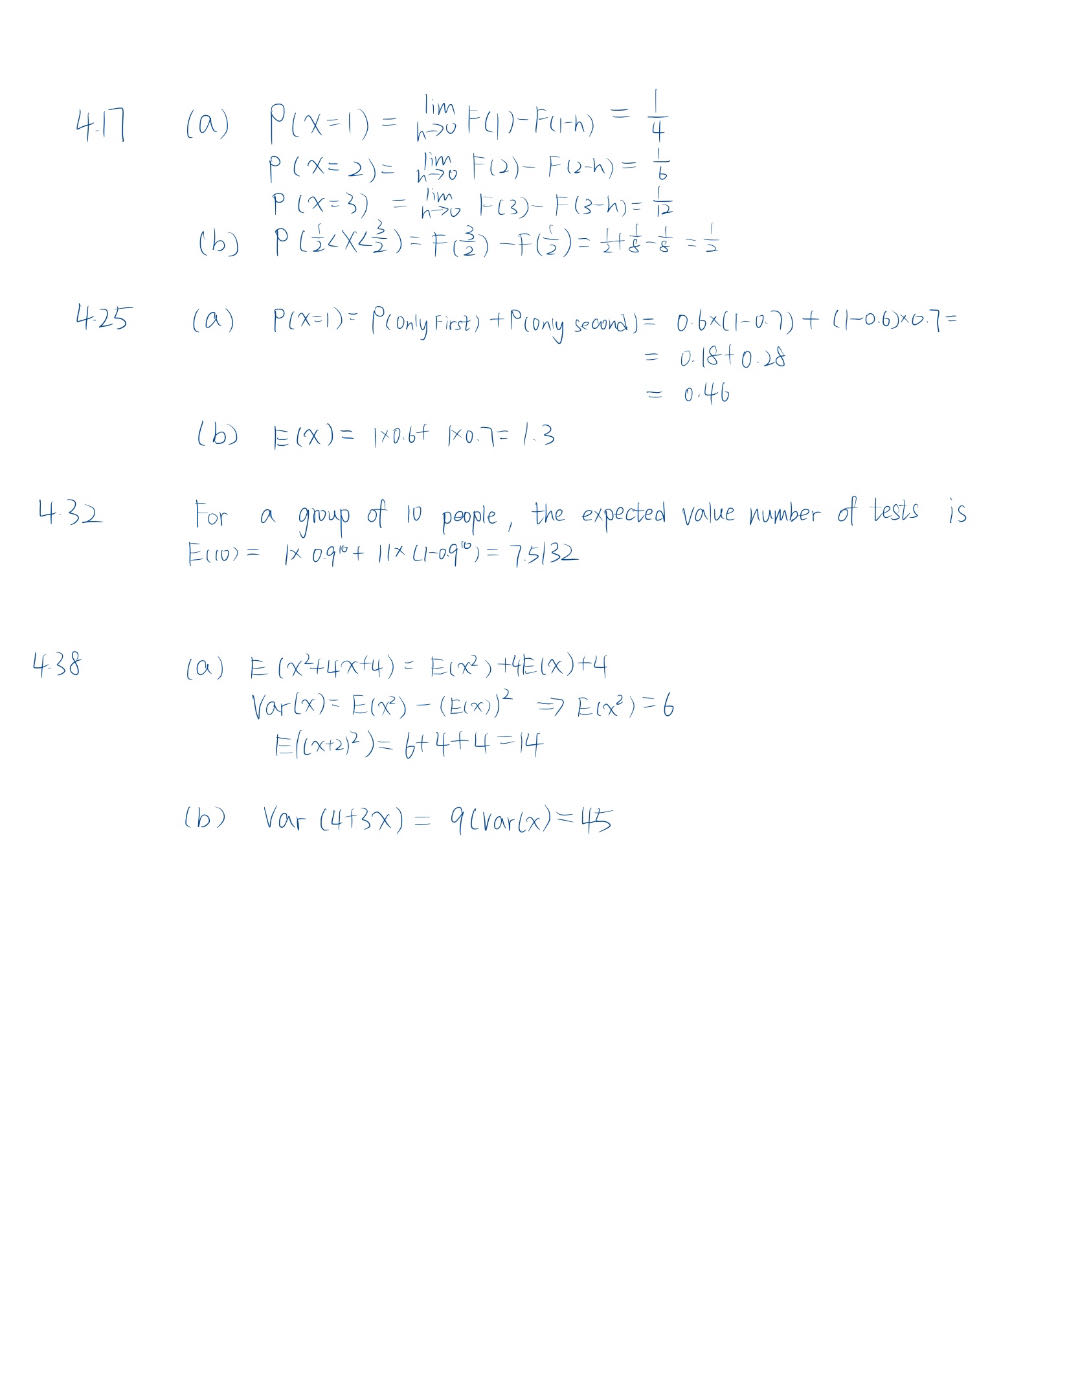 4.17 (a) P(X=1) = lim h→0 F(1)-F(1-h) = 1/4
P(X=2) = lim h→0 F(2)-F(2-h) = 1/6
P(X=3) = lim h→0 F(3)-F(3-h) = 1/12
(b) P(1/2<X<3/2) = F(3/2)-F(1/2) = 1/2+1/8-1/8 = 1/2
4.25 (a) P(X=1) = P(Only First) + P(Only second) = 0.6×(1-0.7) + (1-0.6)×0.7 =
= 0.18+0.28
= 0.46
(b) E(X) = 1×0.6+ 1×0.7 = 1.3
4.32 For a group of 10 people, the expected value number of tests is
E(10) = 1× 0.9¹⁰ + 11×(1-0.9¹⁰) = 7.5132
4.38 (a) E(x²+4x+4) = E(x²)+4E(x)+4
Var(x) = E(x²) - (E(x))² ⇒ E(x²) = 6
E((x+2)²) = 6+4+4 = 14
(b) Var (4+3x) = 9(Var(x) = 45